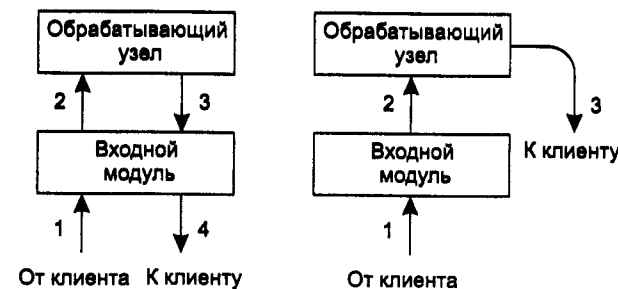 Обрабатывающий
узел
2
3
Входной
модуль
1
4
От клиента
К клиенту
Обрабатывающий
узел
2
3
К клиенту
Входной
модуль
1
От клиента